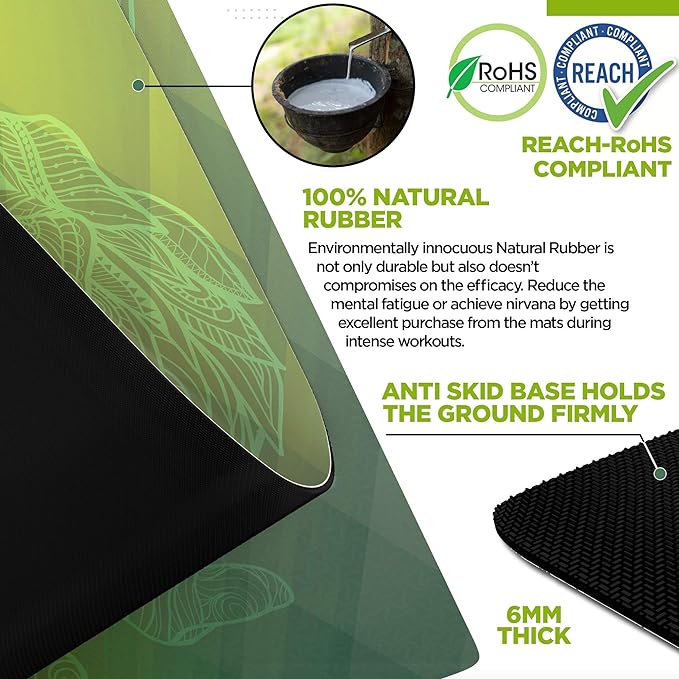 RoHS
COMPLIANT
COMPLIANT · COMPLIANT · COMPLIANT
REACH
REACH-RoHS
COMPLIANT
100% NATURAL
RUBBER
Environmentally innocuous Natural Rubber is
not only durable but also doesn't
compromises on the efficacy. Reduce the
mental fatigue or achieve nirvana by getting
excellent purchase from the mats during
intense workouts.
ANTI SKID BASE HOLDS
THE GROUND FIRMLY
6MM
THICK